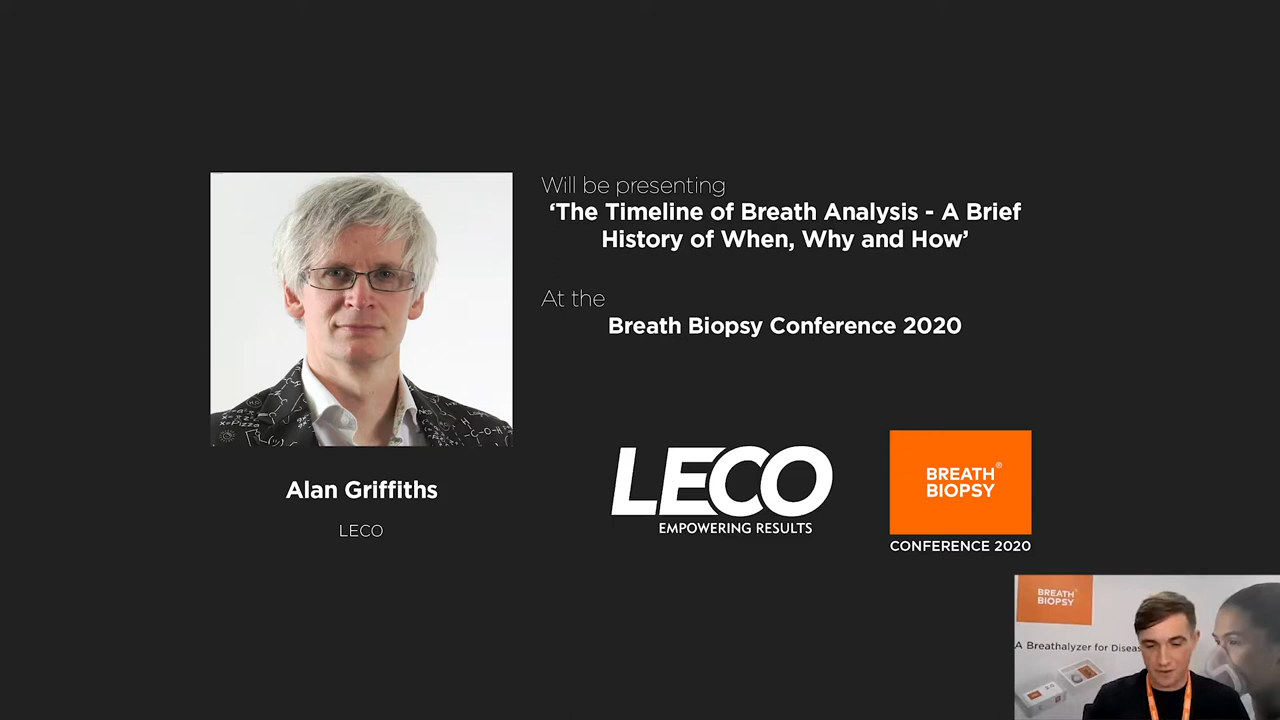 Will be presenting
‘The Timeline of Breath Analysis - A Brief
History of When, Why and How’
At the
Breath Biopsy Conference 2020
Alan Griffiths
LECO
LECO
EMPOWERING RESULTS
BREATH®
BIOPSY
CONFERENCE 2020
BREATH®
BIOPSY
A Breathalyzer for